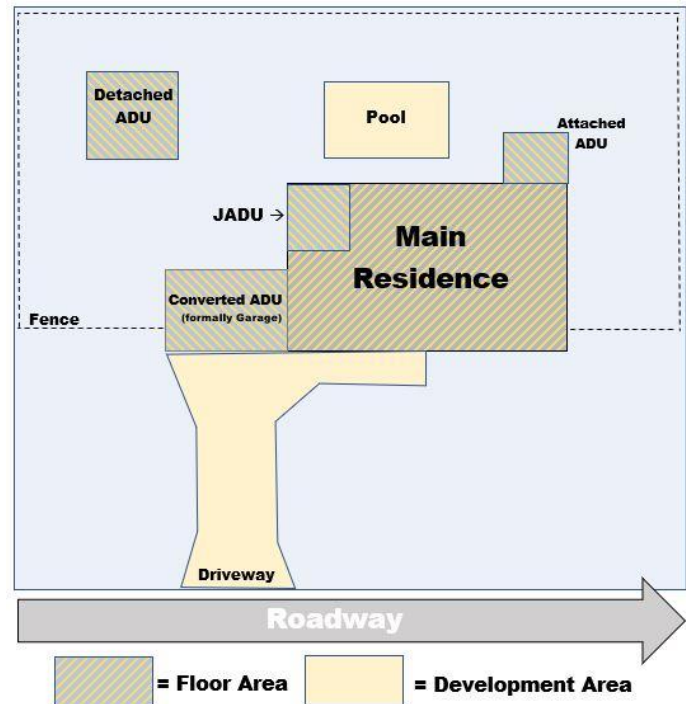 Detached
ADU
Pool
Attached
ADU
JADU →
Main
Residence
Converted ADU
(formally Garage)
Fence
Driveway
Roadway
= Floor Area
= Development Area